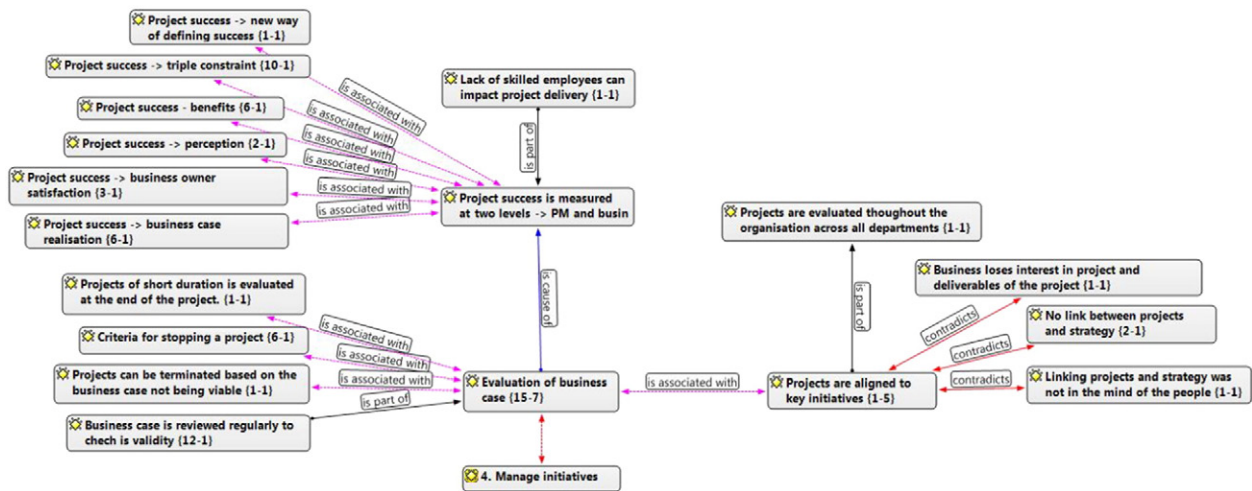 Project success -> new way
of defining success {1-1}
Project success -> triple constraint {10-1}
Lack of skilled employees can
impact project delivery {1-1}
Project success - benefits {6-1}
Project success -> perception {2-1}
Project success -> business owner
satisfaction {3-1}
Project success -> business case
realisation {6-1}
is associated with
is associated with
is associated with
is associated with
is associated with
is associated with
is part of
Project success is measured
at two levels -> PM and busin
Projects are evaluated thoughout the
organisation across all departments {1-1}
Projects of short duration is evaluated
at the end of the project. {1-1}
Criteria for stopping a project {6-1}
Projects can be terminated based on the
business case not being viable {1-1}
Business case is reviewed regularly to
chech is validity {12-1}
is associated with
is associated with
is associated with
is part of
is cause of
Evaluation of business
case {15-7}
is associated with
is part of
Projects are aligned to
key initiatives {1-5}
contradicts
contradicts
contradicts
Business loses interest in project and
deliverables of the project {1-1}
No link between projects
and strategy {2-1}
Linking projects and strategy was
not in the mind of the people {1-1}
4. Manage initiatives